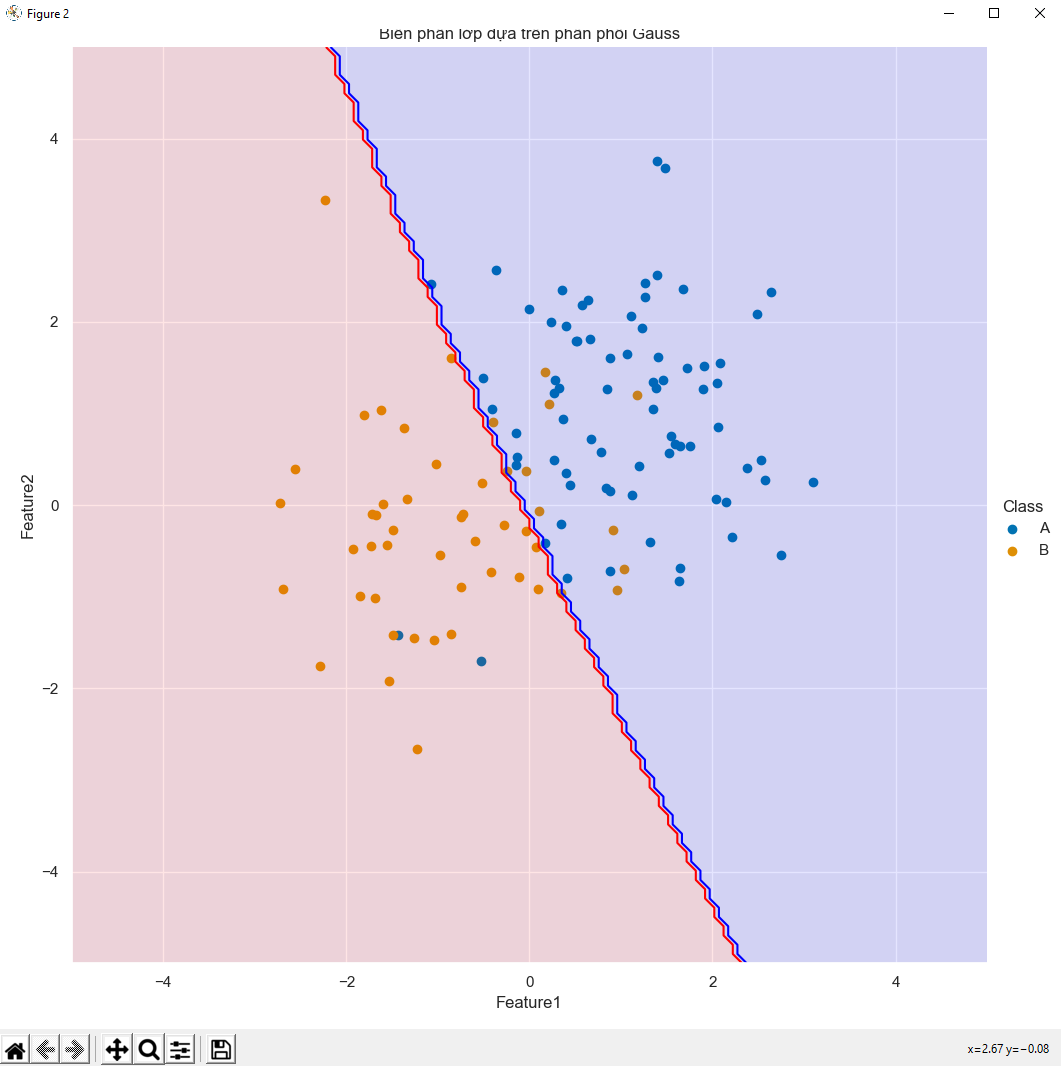 Figure 2
Biên phân lớp dựa trên phân phối Gauss
4
2
0
−2
−4
Feature2
−4
−2
0
2
4
Feature1
Class
A
B
x=2.67 y=−0.08